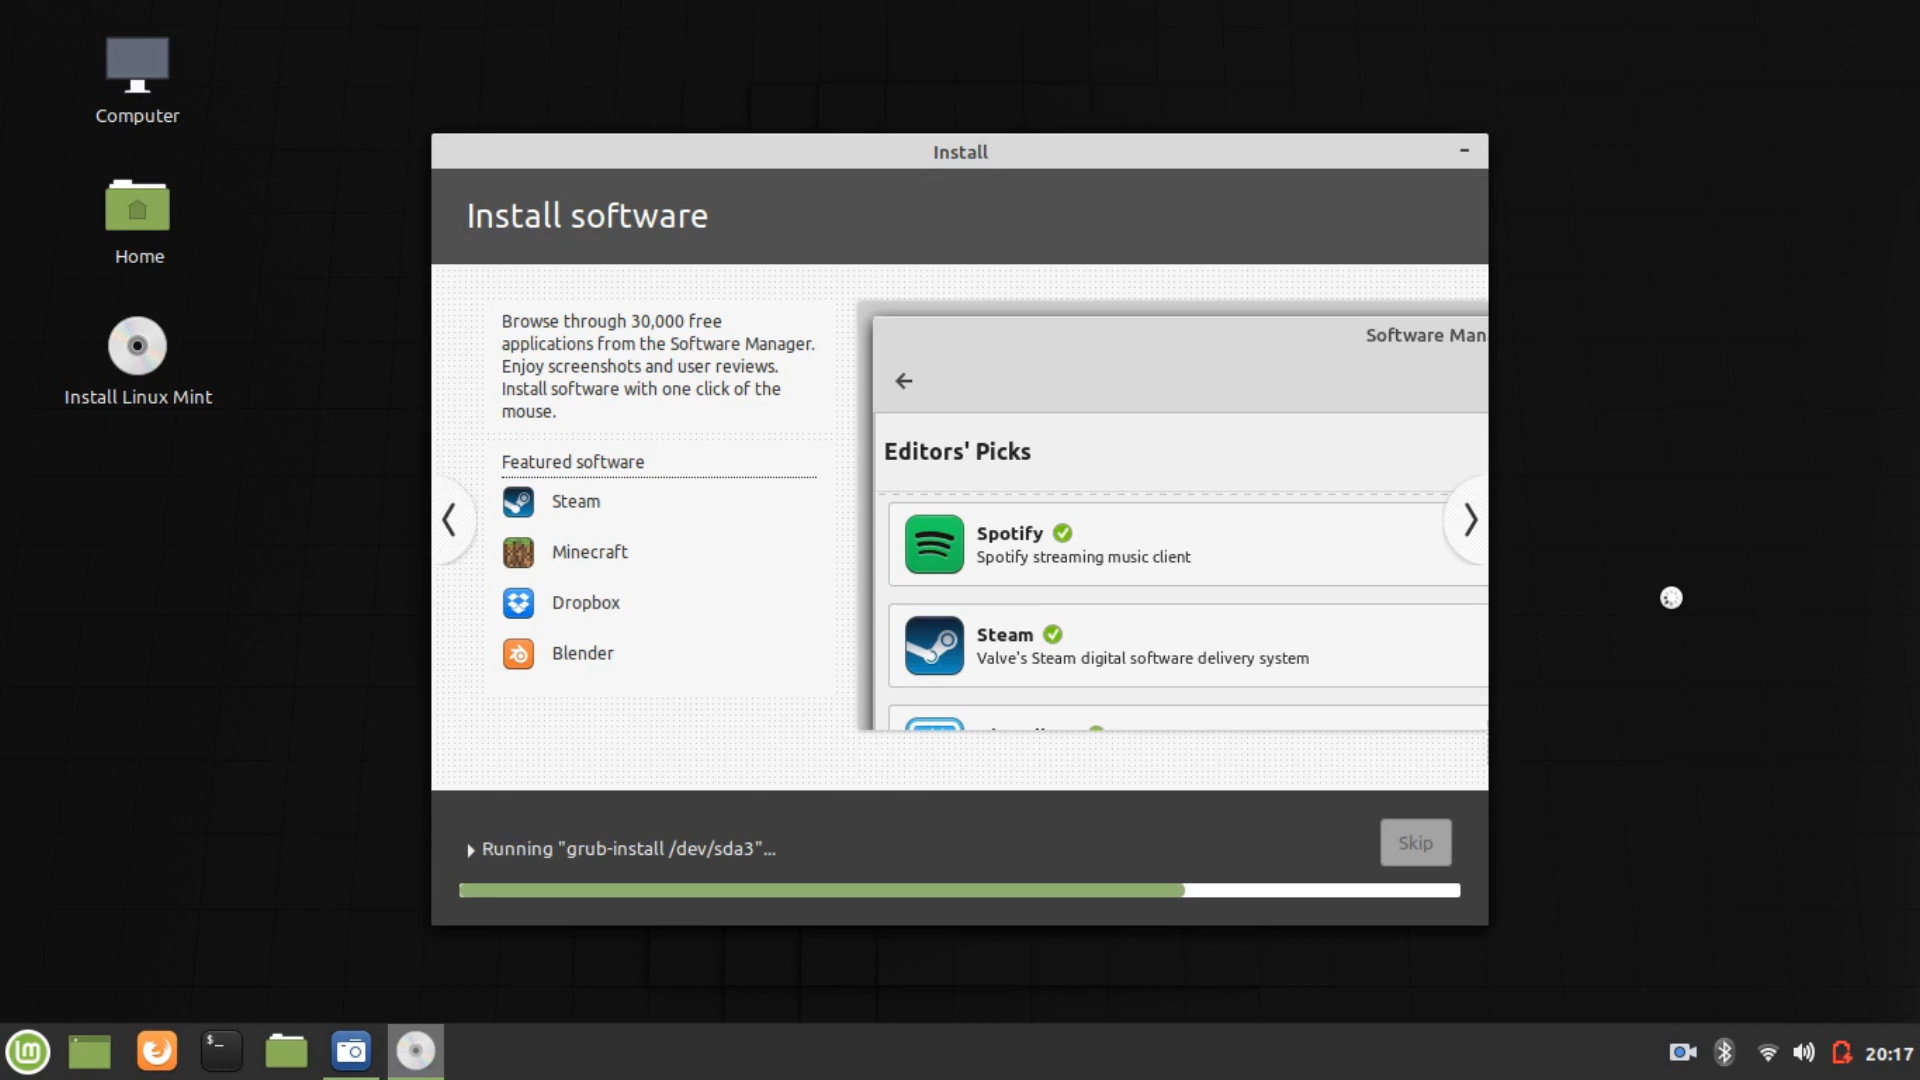 Computer
Home
Install Linux Mint
Install
Install software
Browse through 30,000 free
applications from the Software Manager.
Enjoy screenshots and user reviews.
Install software with one click of the
mouse.
Featured software
Steam
Minecraft
Dropbox
Blender
Software Man
Editors' Picks
Spotify
Spotify streaming music client
Steam
Valve's Steam digital software delivery system
Running "grub-install /dev/sda3"...
Skip
$_
20:17